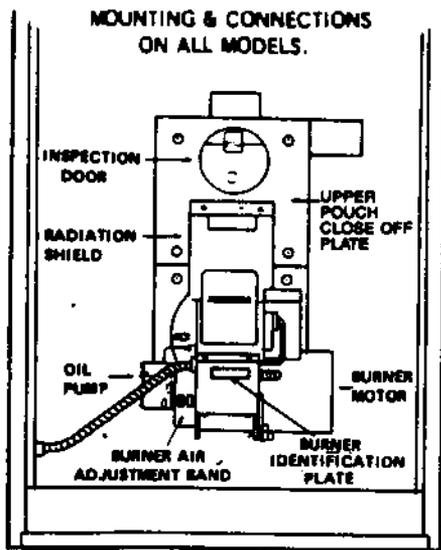 MOUNTING & CONNECTIONS
ON ALL MODELS.
INSPECTION
DOOR
UPPER
POUCH
CLOSE OFF
PLATE
RADIATION
SHIELD
OIL
PUMP
BURNER
MOTOR
BURNER AIR
ADJUSTMENT BAND
BURNER
IDENTIFICATION
PLATE